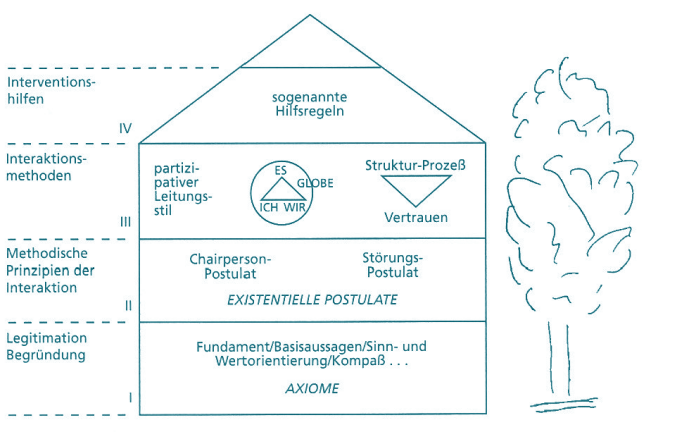 Interventions-
hilfen
IV
sogenannte
Hilfsregeln
Interaktions-
methoden
III
partizi-
pativer
Leitungs-
stil
ES
GLOBE
ICH WIR
Struktur-Prozeß
Vertrauen
Methodische
Prinzipien der
Interaktion
II
Chairperson-
Postulat
Störungs-
Postulat
EXISTENTIELLE POSTULATE
Legitimation
Begründung
I
Fundament/Basisaussagen/Sinn- und
Wertorientierung/Kompaß . . .
AXIOME